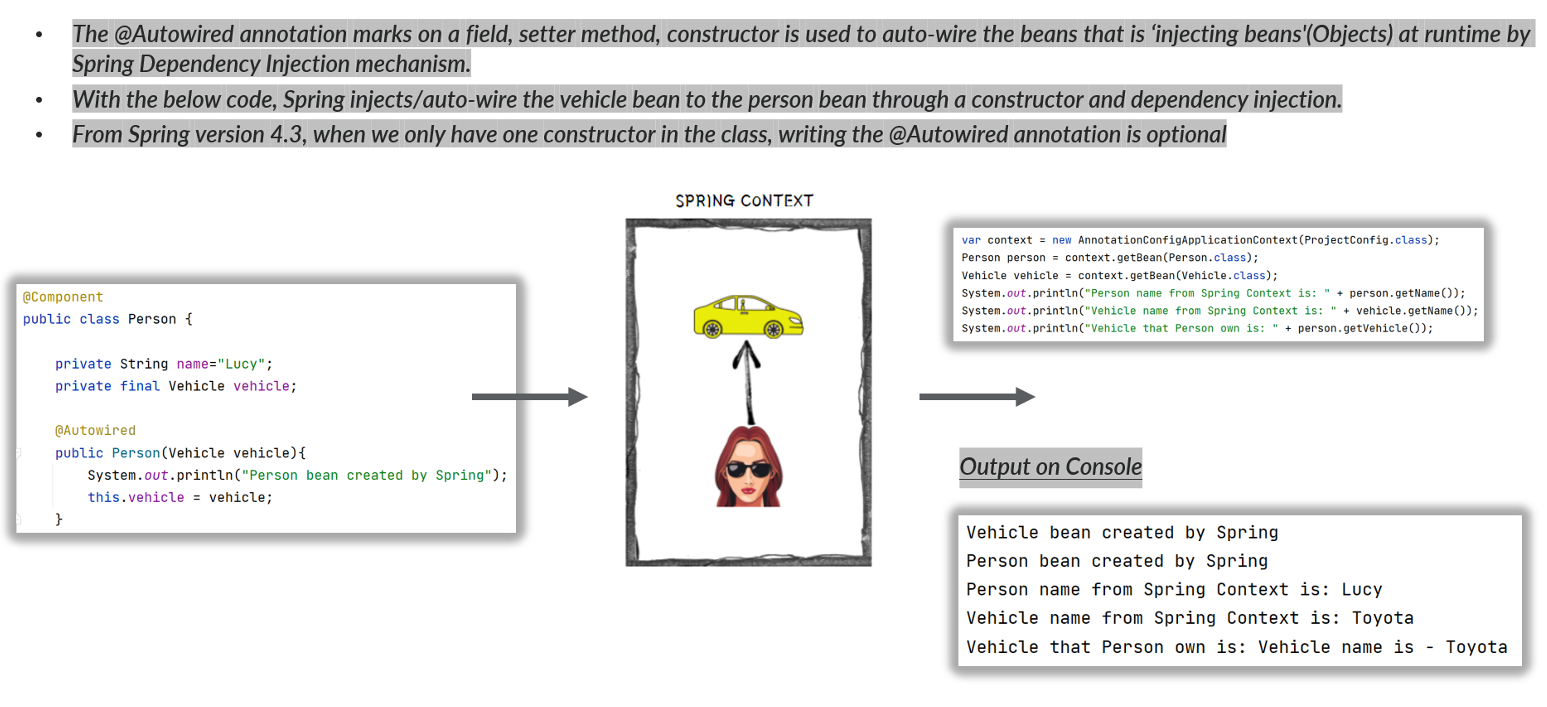 • The @Autowired annotation marks on a field, setter method, constructor is used to auto-wire the beans that is ‘injecting beans'(Objects) at runtime by
Spring Dependency Injection mechanism.
• With the below code, Spring injects/auto-wire the vehicle bean to the person bean through a constructor and dependency injection.
• From Spring version 4.3, when we only have one constructor in the class, writing the @Autowired annotation is optional
@Component
public class Person {
private String name="Lucy";
private final Vehicle vehicle;
@Autowired
public Person(Vehicle vehicle){
System.out.println("Person bean created by Spring");
this.vehicle = vehicle;
}
SPRING CONTEXT
var context = new AnnotationConfigApplicationContext(ProjectConfig.class);
Person person = context.getBean(Person.class);
Vehicle vehicle = context.getBean(Vehicle.class);
System.out.println("Person name from Spring Context is: " + person.getName());
System.out.println("Vehicle name from Spring Context is: " + vehicle.getName());
System.out.println("Vehicle that Person own is: " + person.getVehicle());
Output on Console
Vehicle bean created by Spring
Person bean created by Spring
Person name from Spring Context is: Lucy
Vehicle name from Spring Context is: Toyota
Vehicle that Person own is: Vehicle name is - Toyota